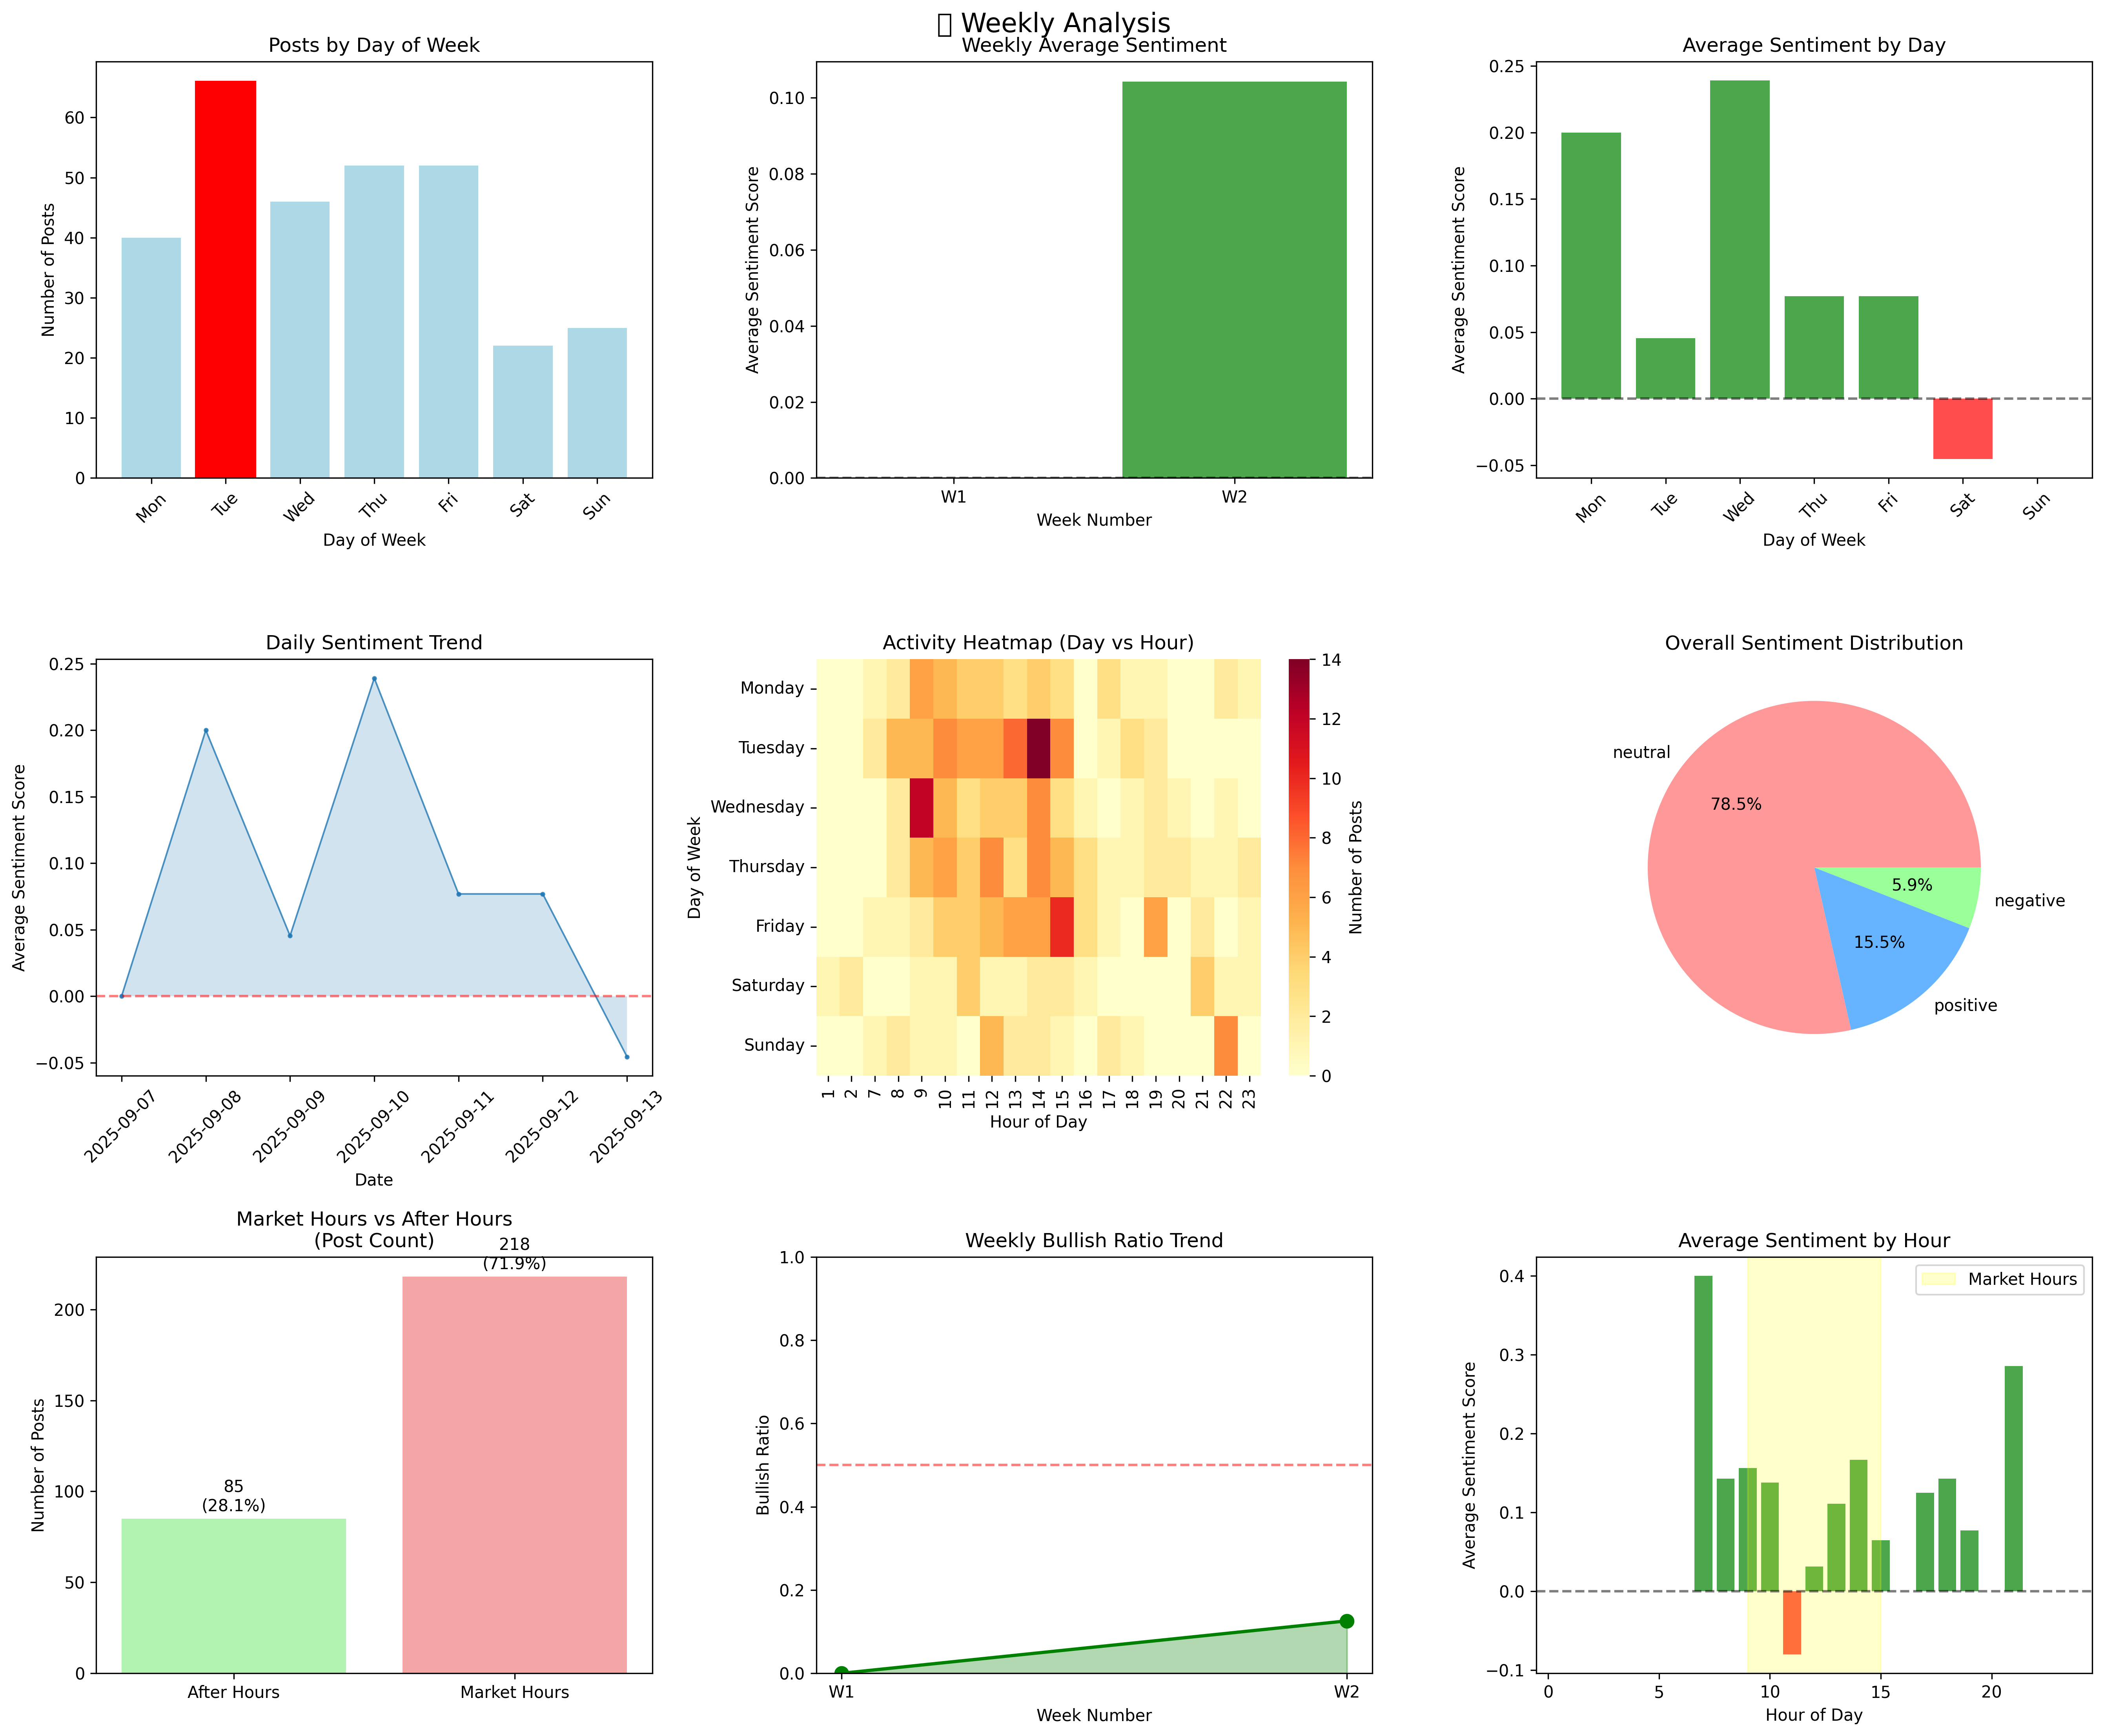 Weekly Analysis
Posts by Day of Week
Number of Posts
60
50
40
30
20
10
0
Mon
Tue
Wed
Thu
Fri
Sat
Sun
Day of Week
Weekly Average Sentiment
Average Sentiment Score
0.10
0.08
0.06
0.04
0.02
0.00
W1
W2
Week Number
Average Sentiment by Day
Average Sentiment Score
0.25
0.20
0.15
0.10
0.05
0.00
−0.05
Mon
Tue
Wed
Thu
Fri
Sat
Sun
Day of Week
Daily Sentiment Trend
Average Sentiment Score
0.25
0.20
0.15
0.10
0.05
0.00
−0.05
2025-09-07
2025-09-08
2025-09-09
2025-09-10
2025-09-11
2025-09-12
2025-09-13
Date
Activity Heatmap (Day vs Hour)
Day of Week
Monday
Tuesday
Wednesday
Thursday
Friday
Saturday
Sunday
1
2
7
8
9
10
11
12
13
14
15
16
17
18
19
20
21
22
23
Hour of Day
14
12
10
8
6
4
2
0
Number of Posts
Overall Sentiment Distribution
neutral
78.5%
5.9%
negative
15.5%
positive
Market Hours vs After Hours
(Post Count)
Number of Posts
200
150
100
50
0
85
(28.1%)
218
(71.9%)
After Hours
Market Hours
Weekly Bullish Ratio Trend
Bullish Ratio
1.0
0.8
0.6
0.4
0.2
0.0
W1
W2
Week Number
Average Sentiment by Hour
Market Hours
Average Sentiment Score
0.4
0.3
0.2
0.1
0.0
−0.1
0
5
10
15
20
Hour of Day